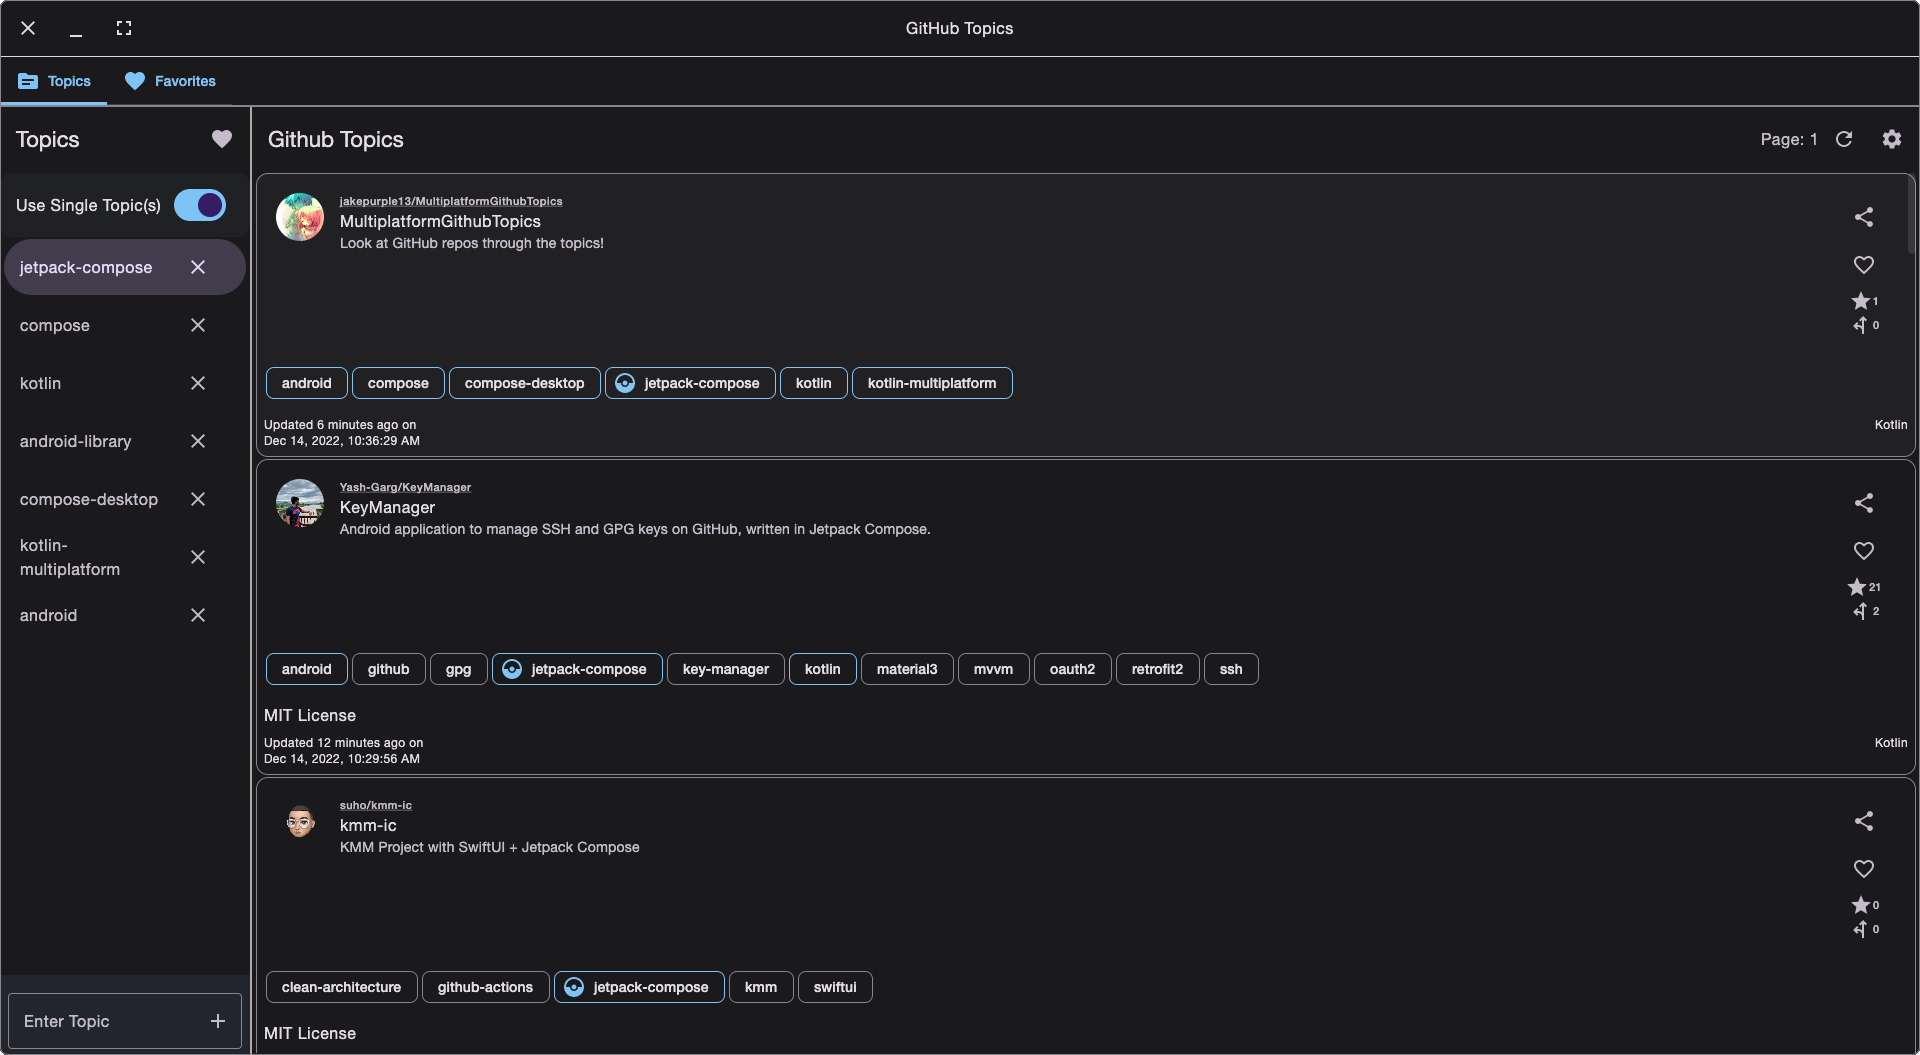 GitHub Topics
Topics
Favorites
Topics
Use Single Topic(s)
jetpack-compose
compose
kotlin
android-library
compose-desktop
kotlin-
multiplatform
android
Enter Topic
Github Topics
Page: 1
jakepurple13/MultiplatformGithubTopics
MultiplatformGithubTopics
Look at GitHub repos through the topics!
1
0
android compose compose-desktop jetpack-compose kotlin kotlin-multiplatform
Updated 6 minutes ago on
Dec 14, 2022, 10:36:29 AM
Kotlin
Yash-Garg/KeyManager
KeyManager
Android application to manage SSH and GPG keys on GitHub, written in Jetpack Compose.
21
2
android github gpg jetpack-compose key-manager kotlin material3 mvvm oauth2 retrofit2 ssh
MIT License
Updated 12 minutes ago on
Dec 14, 2022, 10:29:56 AM
Kotlin
suho/kmm-ic
kmm-ic
KMM Project with SwiftUI + Jetpack Compose
0
0
clean-architecture github-actions jetpack-compose kmm swiftui
MIT License